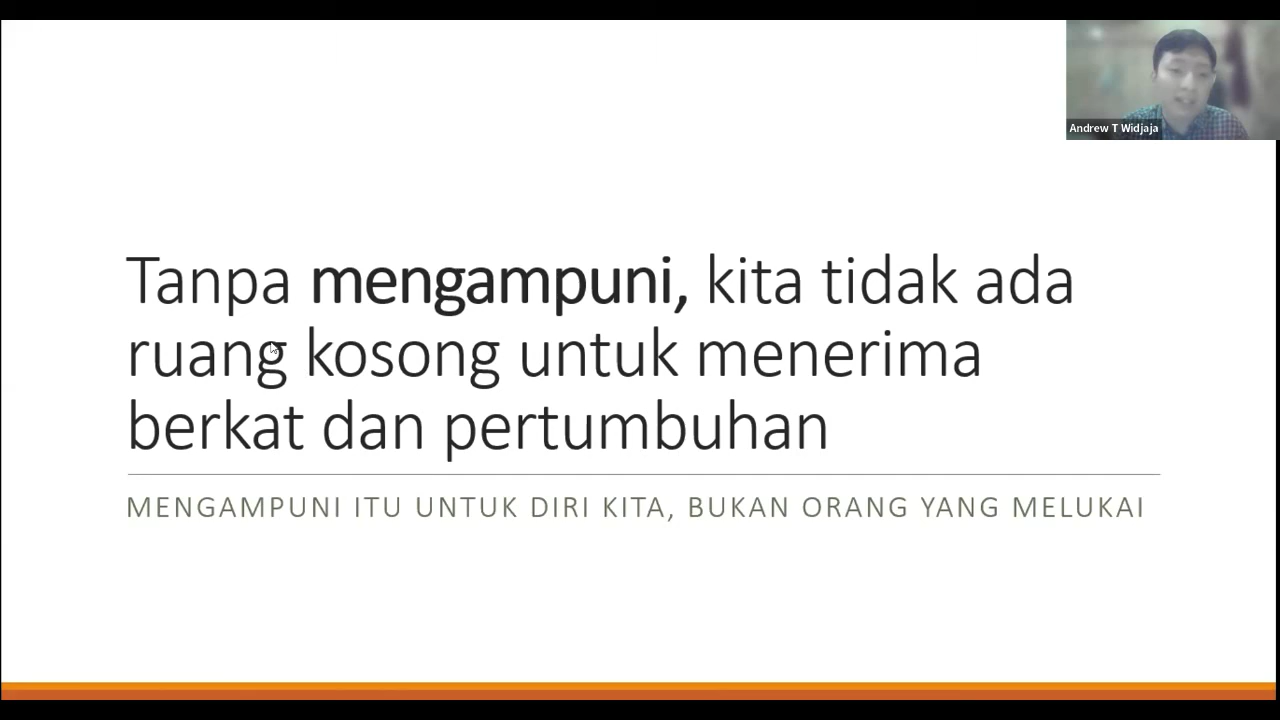 Andrew T Widjaja
Tanpa mengampuni, kita tidak ada
ruang kosong untuk menerima
berkat dan pertumbuhan
MENGAMPUNI ITU UNTUK DIRI KITA, BUKAN ORANG YANG MELUKAI